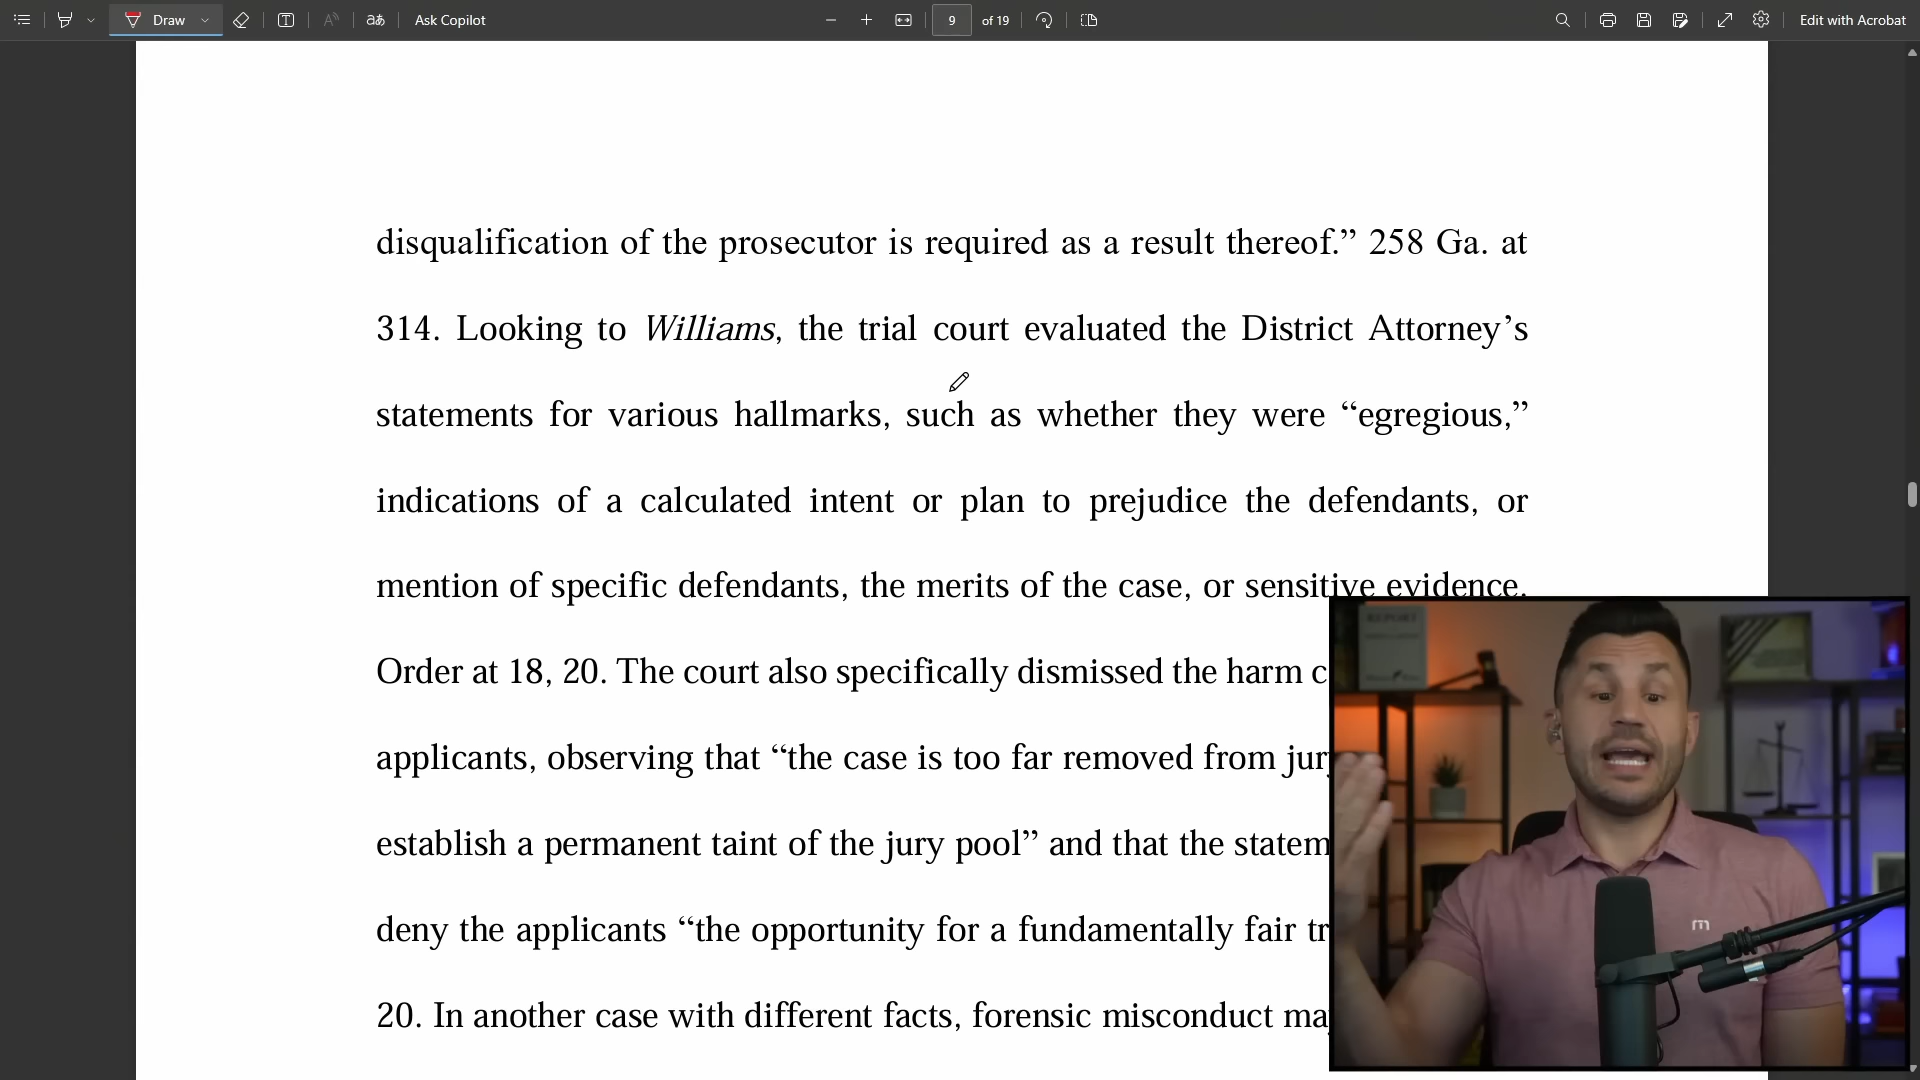 Draw
Ask Copilot
9
of 19
Edit with Acrobat
disqualification of the prosecutor is required as a result thereof.” 258 Ga. at
314. Looking to Williams, the trial court evaluated the District Attorney’s
statements for various hallmarks, such as whether they were “egregious,”
indications of a calculated intent or plan to prejudice the defendants, or
mention of specific defendants, the merits of the case, or sensitive evidence.
Order at 18, 20. The court also specifically dismissed the harm c
applicants, observing that “the case is too far removed from jury
establish a permanent taint of the jury pool” and that the statem
deny the applicants “the opportunity for a fundamentally fair tr
20. In another case with different facts, forensic misconduct may
REPORT
m